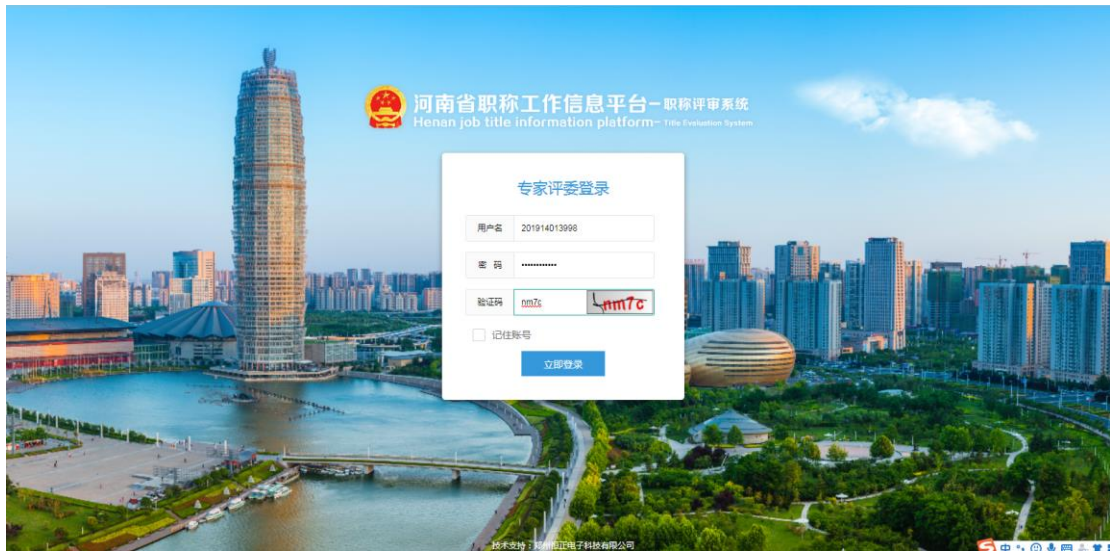 河南省职称工作信息平台-职称评审系统
Henan job title information platform- Title Evaluation System
专家评委登录
用户名 201914013998
密 码 ············
验证码 nm7c nm7c
记住账号
立即登录
技术支持：郑州恒正电子科技有限公司
中